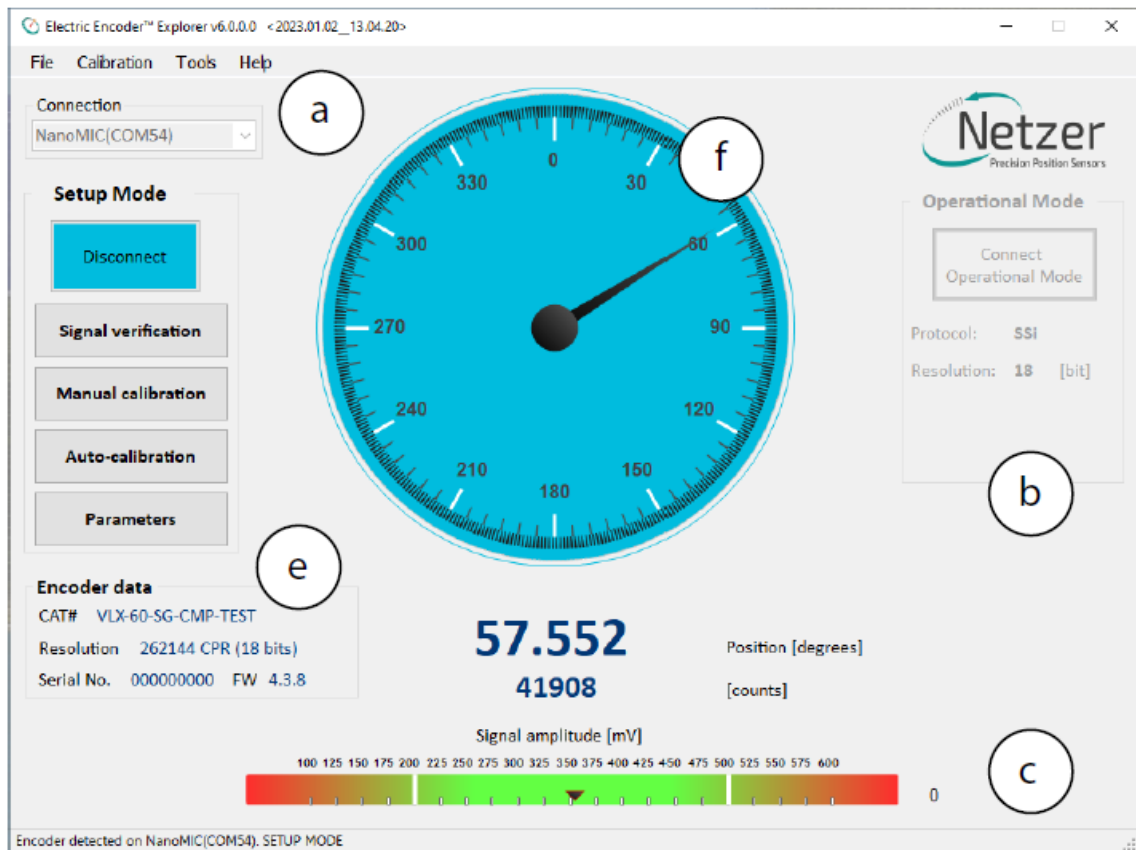 Electric Encoder™ Explorer v6.0.0.0 <2023.01.02__13.04.20>
File Calibration Tools Help
Connection
NanoMIC(COM54)
a
Setup Mode
Disconnect
Signal verification
Manual calibration
Auto-calibration
Parameters
e
Encoder data
CAT# VLX-60-SG-CMP-TEST
Resolution 262144 CPR (18 bits)
Serial No. 000000000 FW 4.3.8
0
30
60
90
120
150
180
210
240
270
300
330
f
57.552 Position [degrees]
41908 [counts]
Netzer
Precision Position Sensors
Operational Mode
Connect
Operational Mode
Protocol: SSi
Resolution: 18 [bit]
b
Signal amplitude [mV]
100 125 150 175 200 225 250 275 300 325 350 375 400 425 450 475 500 525 550 575 600
0
c
Encoder detected on NanoMIC(COM54). SETUP MODE